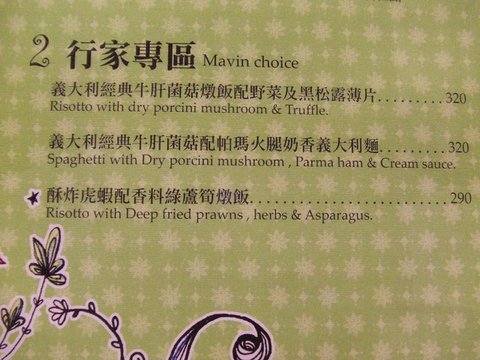 2 行家專區 Mavin choice
義大利經典牛肝菌菇燉飯配野菜及黑松露薄片.........320
Risotto with dry porcini mushroom & Truffle.
義大利經典牛肝菌菇配帕瑪火腿奶香義大利麵.........320
Spaghetti with Dry porcini mushroom , Parma ham & Cream sauce.
酥炸虎蝦配香料綠蘆筍燉飯..........................290
Risotto with Deep fried prawns , herbs & Asparagus.